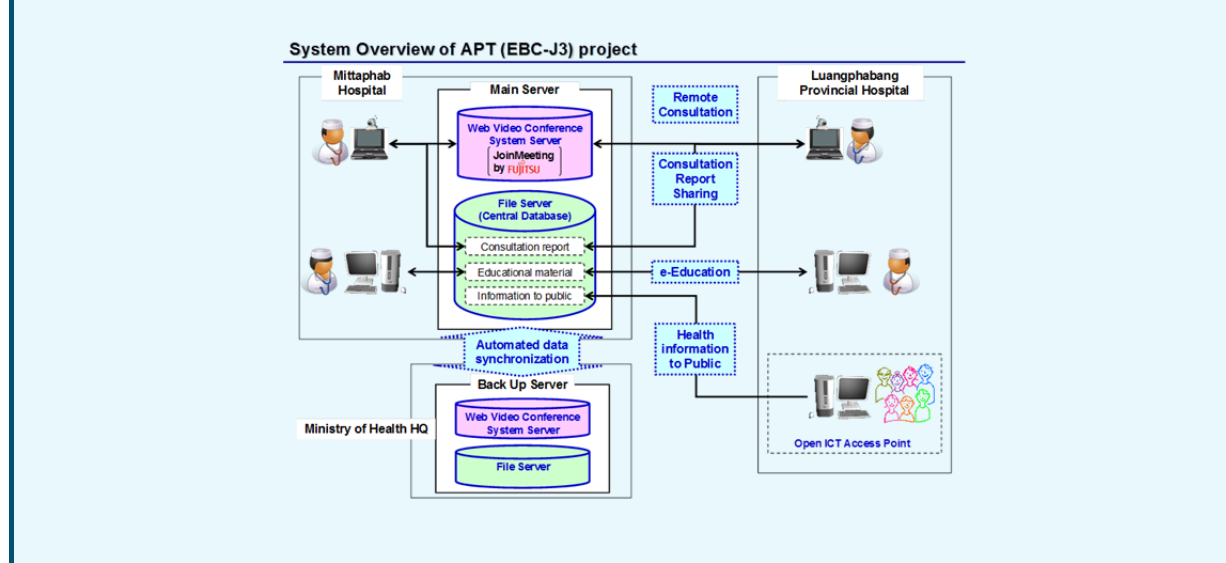 System Overview of APT (EBC-J3) project
Mittaphab
Hospital
Main Server
Web Video Conference
System Server
JoinMeeting
by FUJITSU
File Server
(Central Database)
Consultation report
Educational material
Information to public
Remote
Consultation
Consultation
Report
Sharing
e-Education
Health
information
to Public
Luangphabang
Provincial Hospital
Open ICT Access Point
Automated data
synchronization
Back Up Server
Web Video Conference
System Server
File Server
Ministry of Health HQ